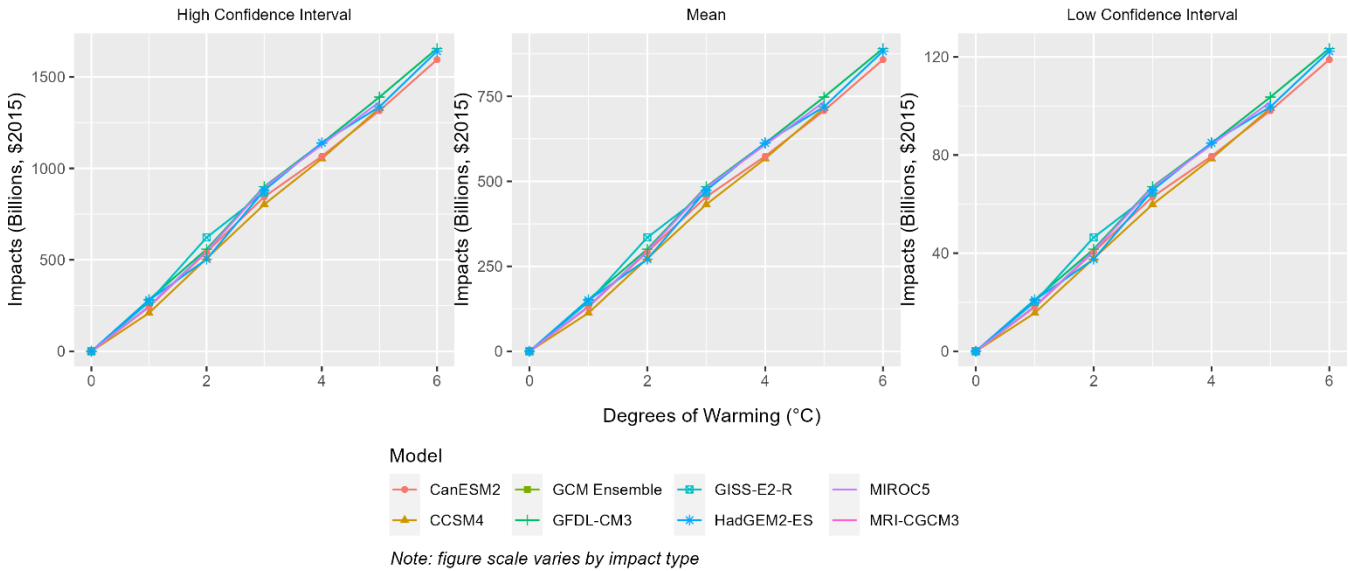 High Confidence Interval
Mean
Low Confidence Interval
Impacts (Billions, $2015)
1500
1000
500
0
0 2 4 6
Impacts (Billions, $2015)
750
500
250
0
0 2 4 6
Impacts (Billions, $2015)
120
80
40
0
0 2 4 6
Degrees of Warming (°C)
Model
CanESM2 GCM Ensemble GISS-E2-R MIROC5
CCSM4 GFDL-CM3 HadGEM2-ES MRI-CGCM3
Note: figure scale varies by impact type